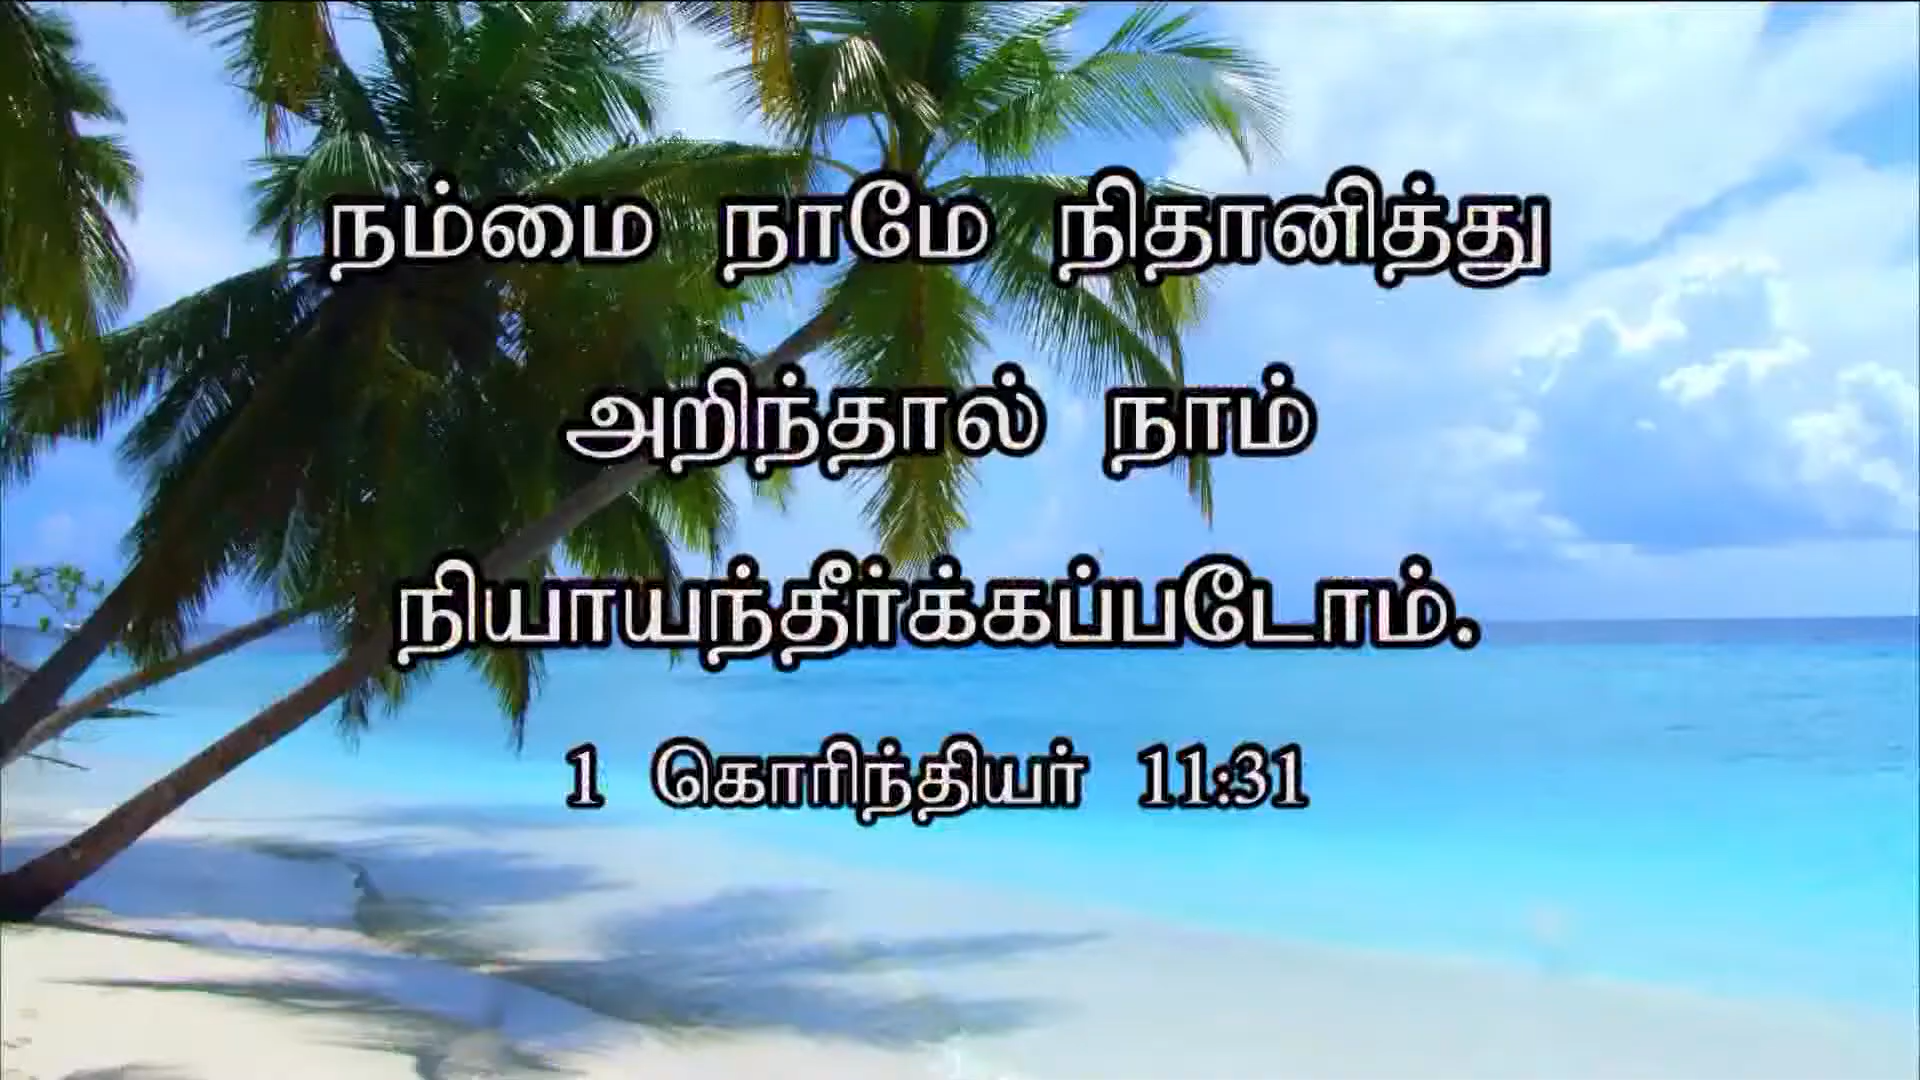 நம்மை நாமே நிதானித்து
அறிந்தால் நாம்
நியாயந்தீர்க்கப்படோம்.
1 கொரிந்தியர் 11:31